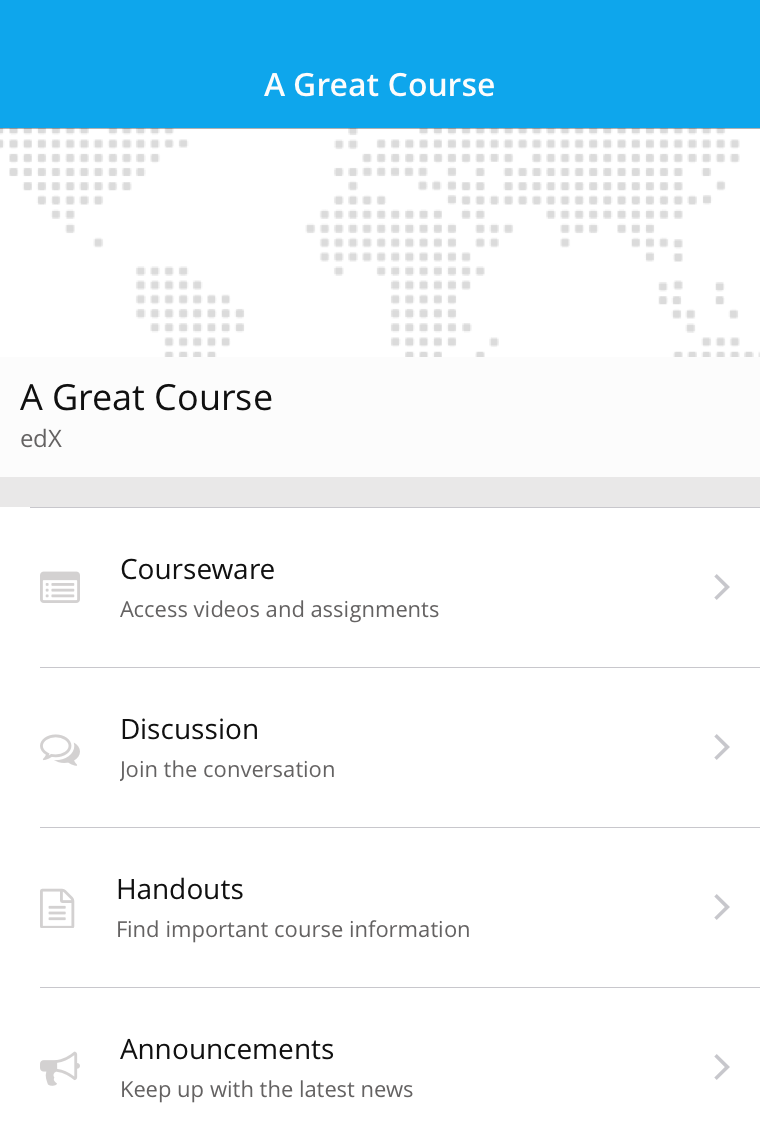 A Great Course
A Great Course
edX
Courseware
Access videos and assignments
Discussion
Join the conversation
Handouts
Find important course information
Announcements
Keep up with the latest news